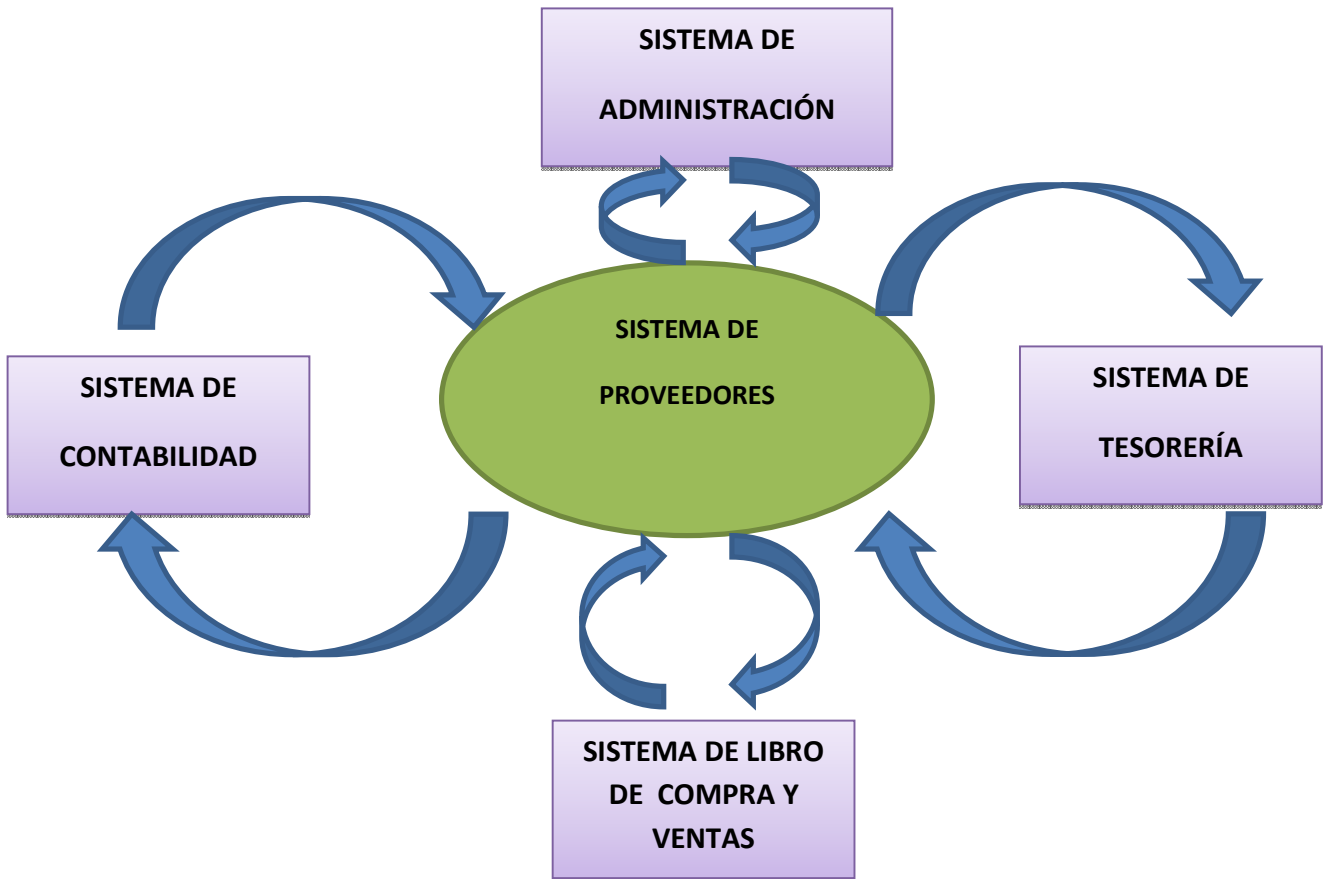 SISTEMA DE
ADMINISTRACIÓN
SISTEMA DE
PROVEEDORES
SISTEMA DE
CONTABILIDAD
SISTEMA DE
TESORERÍA
SISTEMA DE LIBRO
DE COMPRA Y
VENTAS